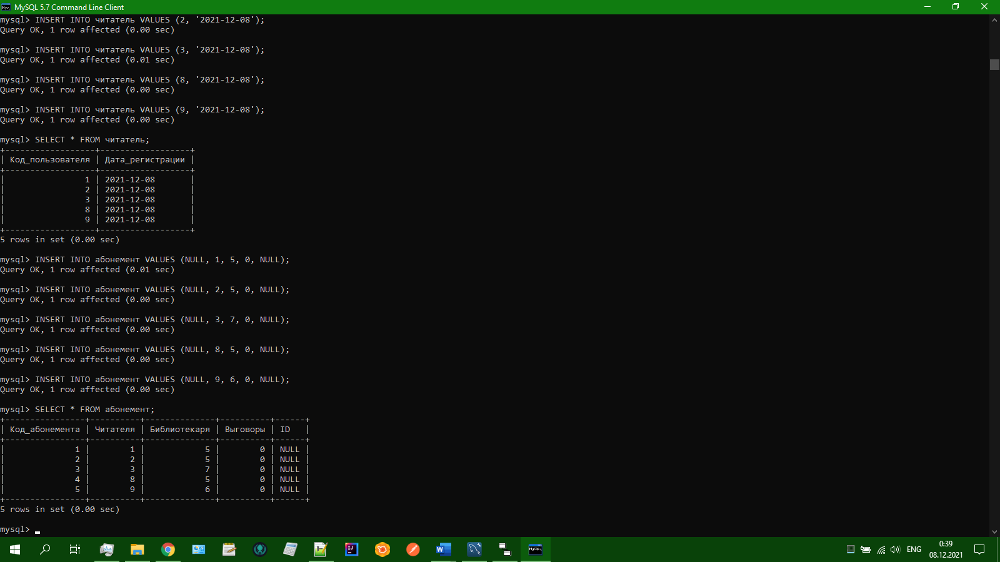 MySQL 5.7 Command Line Client
mysql> INSERT INTO читатель VALUES (2, '2021-12-08');
Query OK, 1 row affected (0.00 sec)
mysql> INSERT INTO читатель VALUES (3, '2021-12-08');
Query OK, 1 row affected (0.01 sec)
mysql> INSERT INTO читатель VALUES (8, '2021-12-08');
Query OK, 1 row affected (0.00 sec)
mysql> INSERT INTO читатель VALUES (9, '2021-12-08');
Query OK, 1 row affected (0.00 sec)
mysql> SELECT * FROM читатель;
+------------------+------------------+
| Код_пользователя | Дата_регистрации |
+------------------+------------------+
|                1 | 2021-12-08       |
|                2 | 2021-12-08       |
|                3 | 2021-12-08       |
|                8 | 2021-12-08       |
|                9 | 2021-12-08       |
+------------------+------------------+
5 rows in set (0.00 sec)
mysql> INSERT INTO абонемент VALUES (NULL, 1, 5, 0, NULL);
Query OK, 1 row affected (0.01 sec)
mysql> INSERT INTO абонемент VALUES (NULL, 2, 5, 0, NULL);
Query OK, 1 row affected (0.00 sec)
mysql> INSERT INTO абонемент VALUES (NULL, 3, 7, 0, NULL);
Query OK, 1 row affected (0.00 sec)
mysql> INSERT INTO абонемент VALUES (NULL, 8, 5, 0, NULL);
Query OK, 1 row affected (0.00 sec)
mysql> INSERT INTO абонемент VALUES (NULL, 9, 6, 0, NULL);
Query OK, 1 row affected (0.00 sec)
mysql> SELECT * FROM абонемент;
+----------------+----------+--------------+----------+------+
| Код_абонемента | Читателя | Библиотекаря | Выговоры | ID   |
+----------------+----------+--------------+----------+------+
|              1 |        1 |            5 |        0 | NULL |
|              2 |        2 |            5 |        0 | NULL |
|              3 |        3 |            7 |        0 | NULL |
|              4 |        8 |            5 |        0 | NULL |
|              5 |        9 |            6 |        0 | NULL |
+----------------+----------+--------------+----------+------+
5 rows in set (0.00 sec)
mysql> _
ENG
0:39
08.12.2021